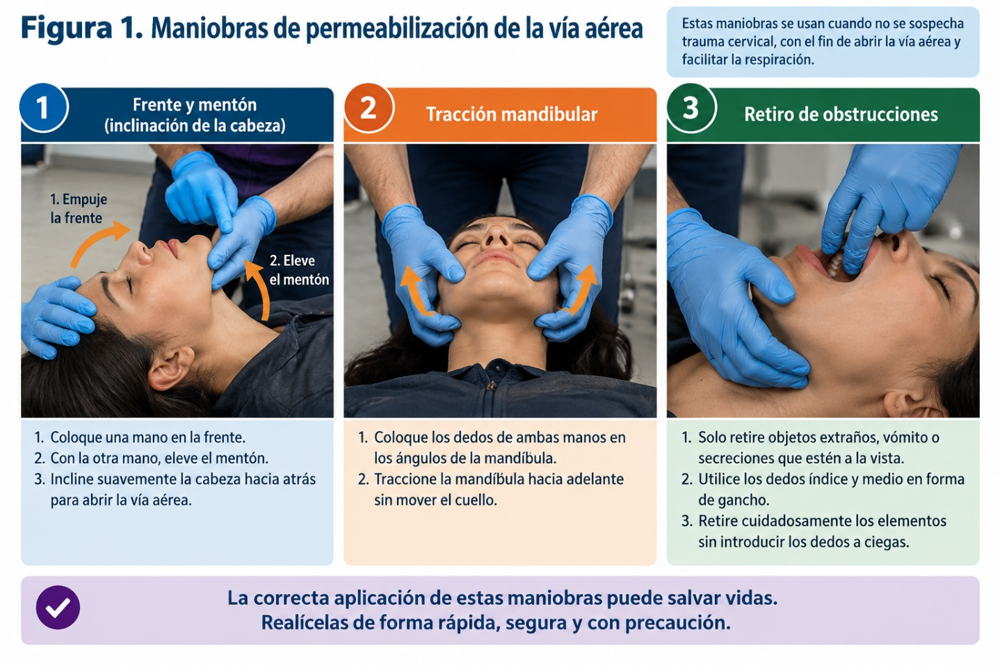 Figura 1. Maniobras de permeabilización de la vía aérea
Estas maniobras se usan cuando no se sospecha
trauma cervical, con el fin de abrir la vía aérea y
facilitar la respiración.
1
Frente y mentón
(inclinación de la cabeza)
1. Empuje
la frente
2. Eleve
el mentón
1. Coloque una mano en la frente.
2. Con la otra mano, eleve el mentón.
3. Incline suavemente la cabeza hacia atrás
para abrir la vía aérea.
2
Tracción mandibular
1. Coloque los dedos de ambas manos en
los ángulos de la mandíbula.
2. Traccione la mandíbula hacia adelante
sin mover el cuello.
3
Retiro de obstrucciones
1. Solo retire objetos extraños, vómito o
secreciones que estén a la vista.
2. Utilice los dedos índice y medio en forma
de gancho.
3. Retire cuidadosamente los elementos
sin introducir los dedos a ciegas.
La correcta aplicación de estas maniobras puede salvar vidas.
Realícelas de forma rápida, segura y con precaución.